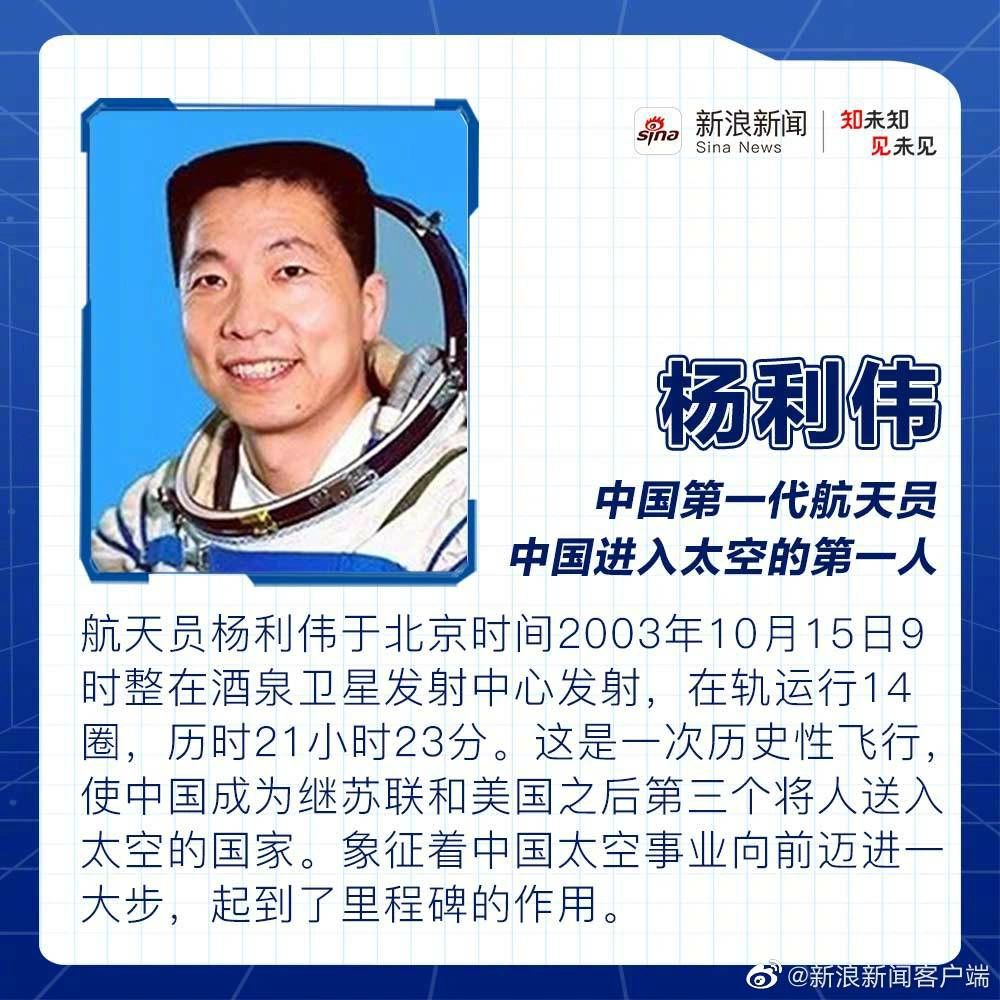 sina
新浪新闻
Sina News
知未知
见未见
杨利伟
中国第一代航天员
中国进入太空的第一人
航天员杨利伟于北京时间2003年10月15日9
时整在酒泉卫星发射中心发射，在轨运行14
圈，历时21小时23分。这是一次历史性飞行，
使中国成为继苏联和美国之后第三个将人送入
太空的国家。象征着中国太空事业向前迈进一
大步，起到了里程碑的作用。
@新浪新闻客户端